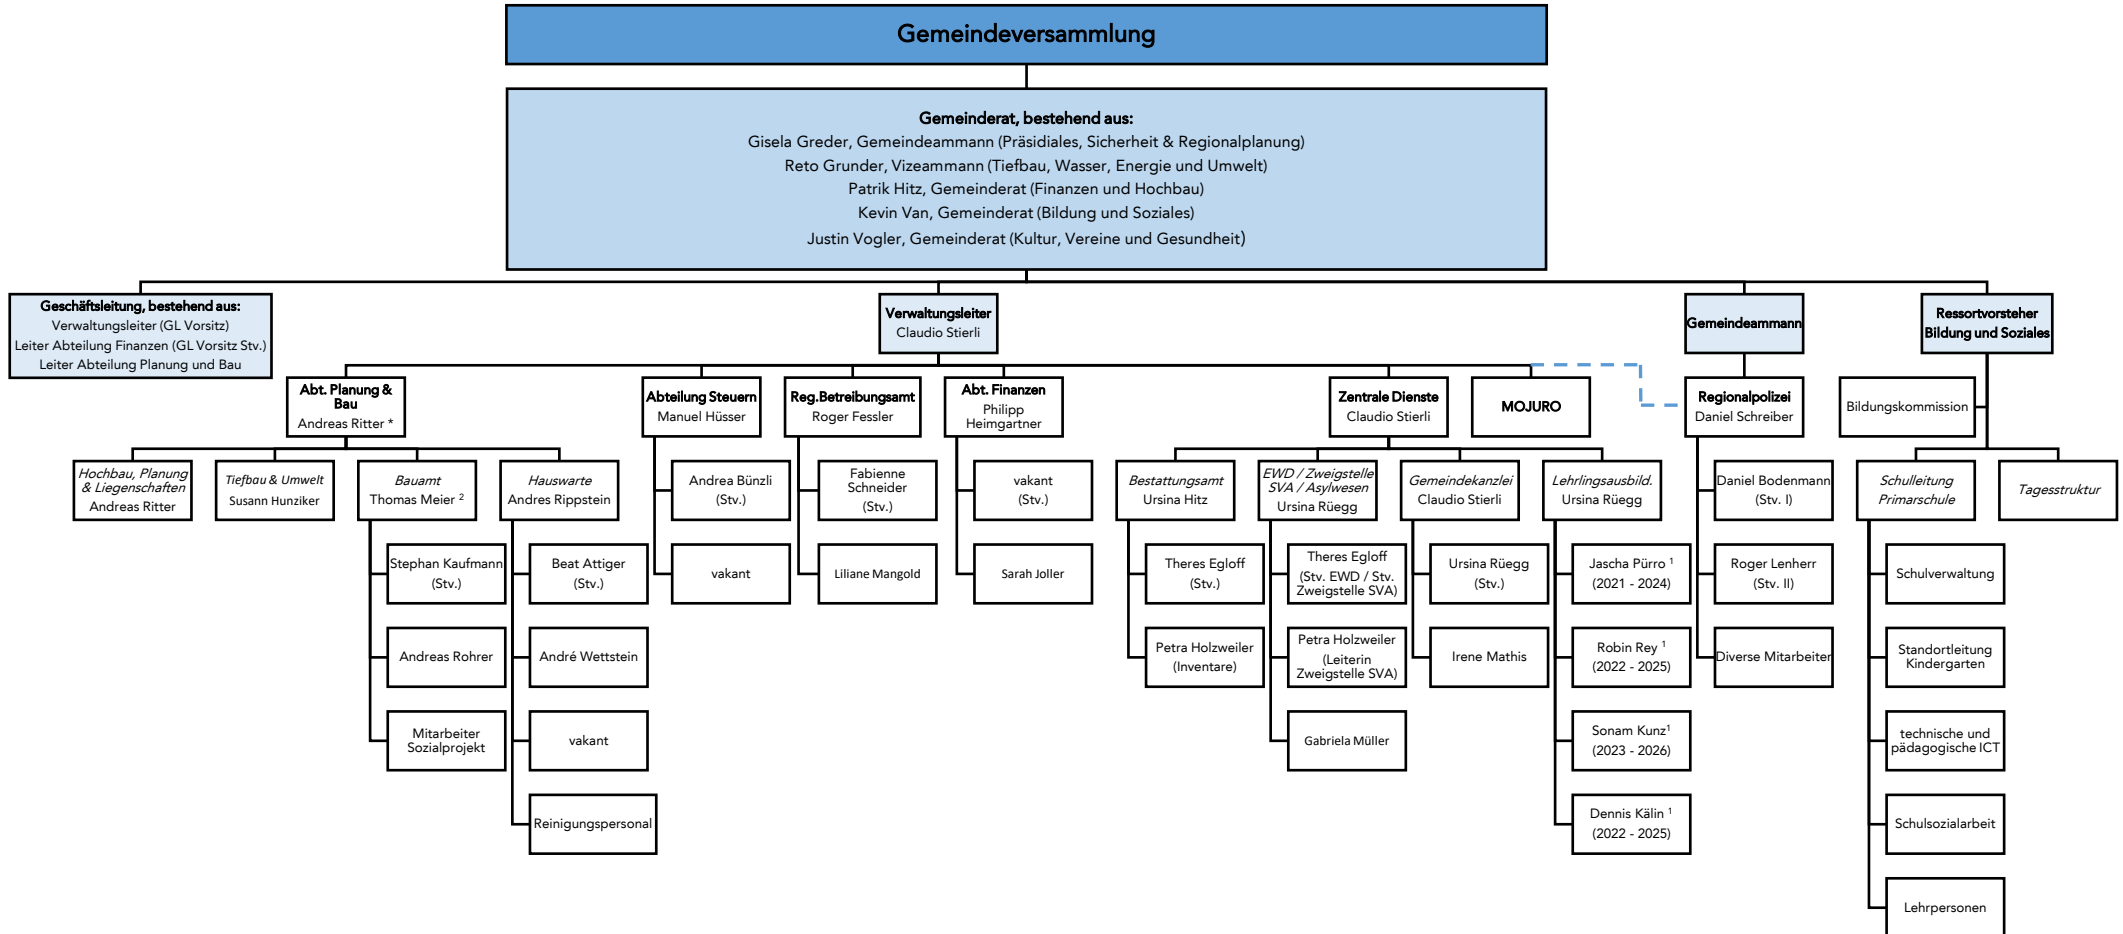 Gemeindeversammlung
Gemeinderat, bestehend aus:
Gisela Greder, Gemeindeammann (Präsidiales, Sicherheit & Regionalplanung)
Reto Grunder, Vizeammann (Tiefbau, Wasser, Energie und Umwelt)
Patrik Hitz, Gemeinderat (Finanzen und Hochbau)
Kevin Van, Gemeinderat (Bildung und Soziales)
Justin Vogler, Gemeinderat (Kultur, Vereine und Gesundheit)
Geschäftsleitung, bestehend aus:
Verwaltungsleiter (GL Vorsitz)
Leiter Abteilung Finanzen (GL Vorsitz Stv.)
Leiter Abteilung Planung und Bau
Verwaltungsleiter
Claudio Stierli
Gemeindeammann
Ressortvorsteher
Bildung und Soziales
Abt. Planung &
Bau
Andreas Ritter *
Abteilung Steuern
Manuel Hüsser
Reg.Betreibungsamt
Roger Fessler
Abt. Finanzen
Philipp
Heimgartner
Zentrale Dienste
Claudio Stierli
MOJURO
Regionalpolizei
Daniel Schreiber
Bildungskommission
Hochbau, Planung
& Liegenschaften
Andreas Ritter
Tiefbau & Umwelt
Susann Hunziker
Bauamt
Thomas Meier ²
Hauswarte
Andres Rippstein
Andrea Bünzli
(Stv.)
Fabienne
Schneider
(Stv.)
vakant
(Stv.)
Bestattungsamt
Ursina Hitz
EWD / Zweigstelle
SVA / Asylwesen
Ursina Rüegg
Gemeindekanzlei
Claudio Stierli
Lehrlingsausbild.
Ursina Rüegg
Daniel Bodenmann
(Stv. I)
Schulleitung
Primarschule
Tagesstruktur
Stephan Kaufmann
(Stv.)
Beat Attiger
(Stv.)
vakant
Liliane Mangold
Sarah Joller
Theres Egloff
(Stv.)
Theres Egloff
(Stv. EWD / Stv.
Zweigstelle SVA)
Ursina Rüegg
(Stv.)
Jascha Pürro ¹
(2021 - 2024)
Roger Lenherr
(Stv. II)
Schulverwaltung
Andreas Rohrer
André Wettstein
Petra Holzweiler
(Inventare)
Petra Holzweiler
(Leiterin
Zweigstelle SVA)
Irene Mathis
Robin Rey ¹
(2022 - 2025)
Diverse Mitarbeiter
Standortleitung
Kindergarten
Mitarbeiter
Sozialprojekt
vakant
Gabriela Müller
Sonam Kunz¹
(2023 - 2026)
technische und
pädagogische ICT
Reinigungspersonal
Dennis Kälin ¹
(2022 - 2025)
Schulsozialarbeit
Lehrpersonen